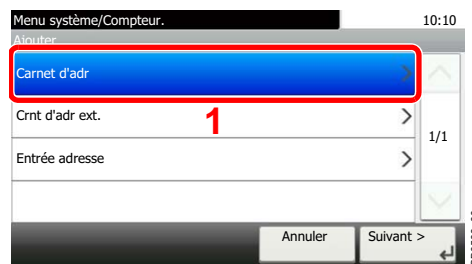 Menu système/Compteur. 10:10
Ajouter
Carnet d'adr >
Crnt d'adr ext. >
1
1/1
Entrée adresse >
Annuler Suivant >